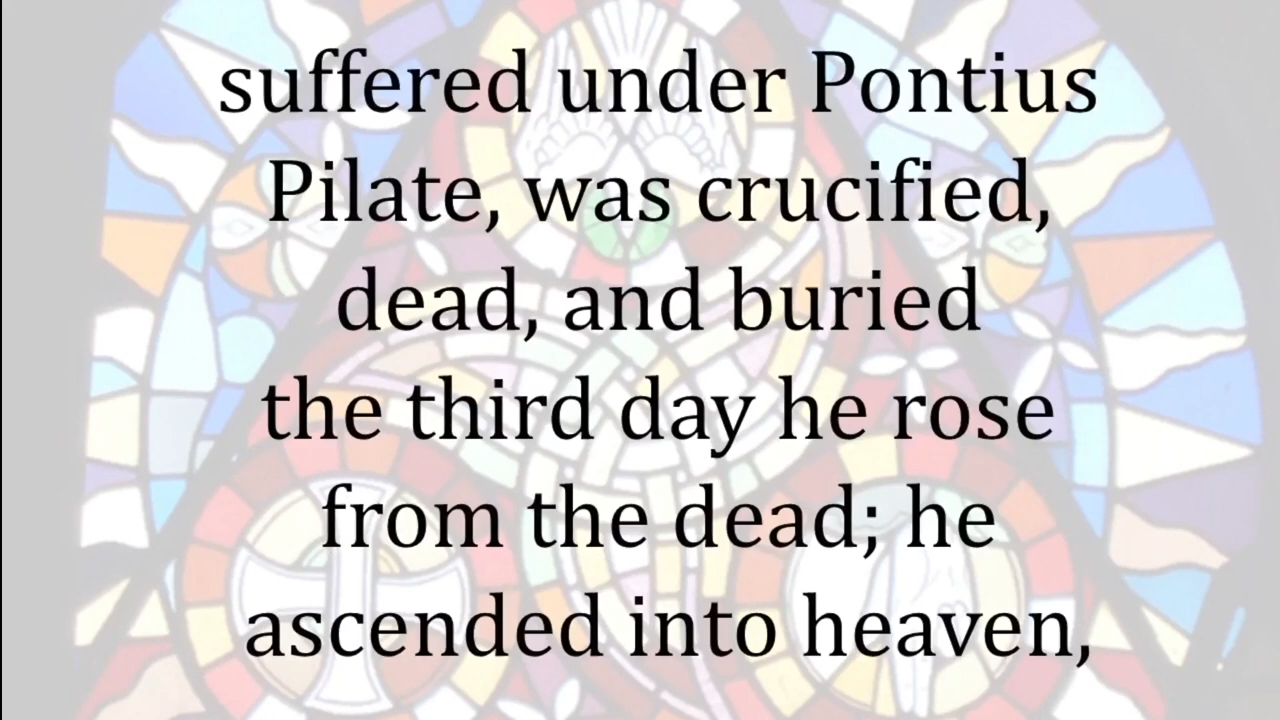 suffered under Pontius
Pilate, was crucified,
dead, and buried
the third day he rose
from the dead; he
ascended into heaven,